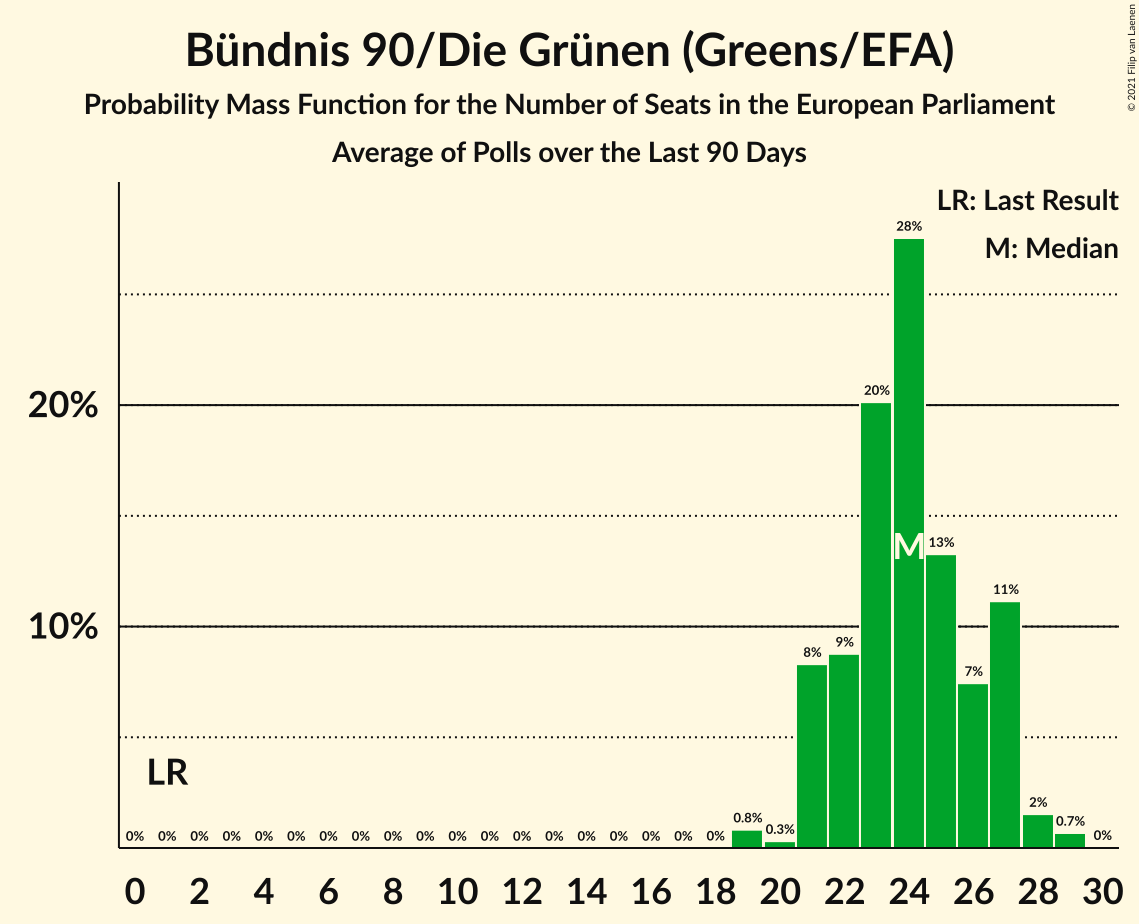 Bündnis 90/Die Grünen (Greens/EFA)
Probability Mass Function for the Number of Seats in the European Parliament
Average of Polls over the Last 90 Days
© 2021 Filip van Laenen
LR: Last Result
M: Median
28%
20%
20%
M
13%
11%
10%
9%
8%
7%
LR
2%
0.8%
0.3%
0.7%
0% 0% 0% 0% 0% 0% 0% 0% 0% 0% 0% 0% 0% 0% 0% 0% 0% 0% 0% 0%
0 2 4 6 8 10 12 14 16 18 20 22 24 26 28 30